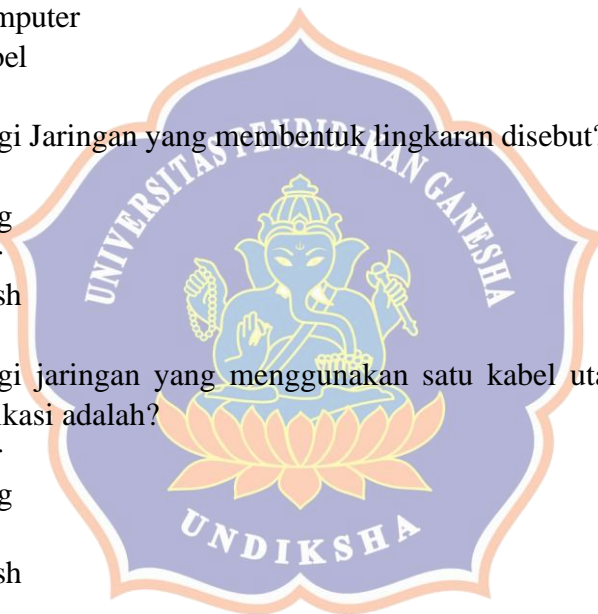 mputer
bel
gi Jaringan yang membentuk lingkaran disebut?
UNIVERSITAS PENDIDIKAN GANESHA
g
sh
gi jaringan yang menggunakan satu kabel uta
ikasi adalah?
g
UNDIKSHA
sh